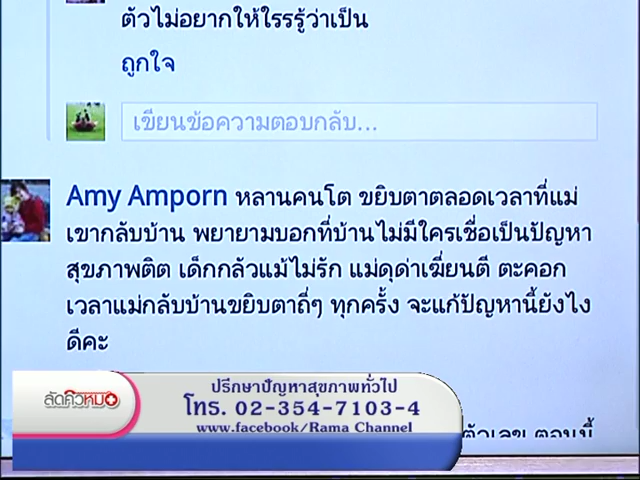 ตัวไม่อยากให้ใรรรู้ว่าเป็น
ถูกใจ
เขียนข้อความตอบกลับ...
Amy Amporn หลานคนโต ขยิบตาตลอดเวลาที่แม่
เขากลับบ้าน พยายามบอกที่บ้านไม่มีใครเชื่อเป็นปัญหา
สุขภาพติต เด็กกลัวแม้ไม่รัก แม่ดุด่าเฆี่ยนตี ตะคอก
เวลาแม่กลับบ้านขยิบตาถี่ๆ ทุกครั้ง จะแก้ปัญหานี้ยังไง
ดีคะ
ตัวเลข ตอนนี้
ลัดคิวหมอ
ปรึกษาปัญหาสุขภาพทั่วไป
โทร. 02-354-7103-4
www.facebook/Rama Channel